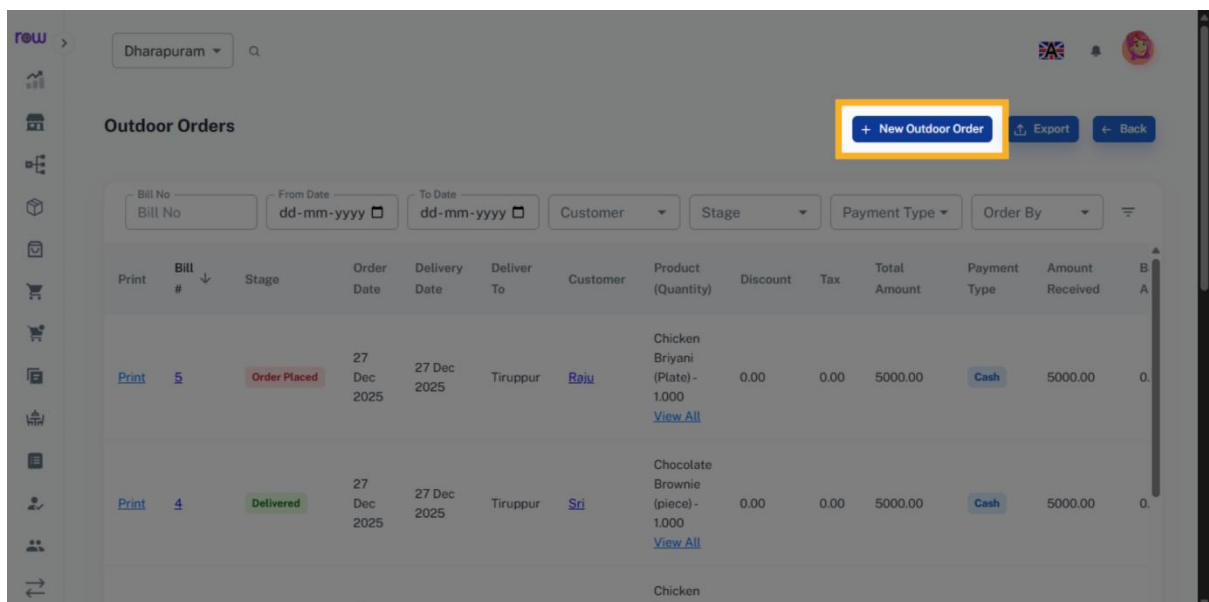 row
Dharapuram
Outdoor Orders
+ New Outdoor Order
Export
← Back
Bill No
Bill No
From Date
dd-mm-yyyy
To Date
dd-mm-yyyy
Customer
Stage
Payment Type
Order By
Print
Bill
#
Stage
Order
Date
Delivery
Date
Deliver
To
Customer
Product
(Quantity)
Discount
Tax
Total
Amount
Payment
Type
Amount
Received
B
A
Print
5
Order Placed
27
Dec
2025
27 Dec
2025
Tiruppur
Raju
Chicken
Briyani
(Plate) -
1.000
View All
0.00
0.00
5000.00
Cash
5000.00
0.
Print
4
Delivered
27
Dec
2025
27 Dec
2025
Tiruppur
Sri
Chocolate
Brownie
(piece) -
1.000
View All
0.00
0.00
5000.00
Cash
5000.00
0.
Chicken